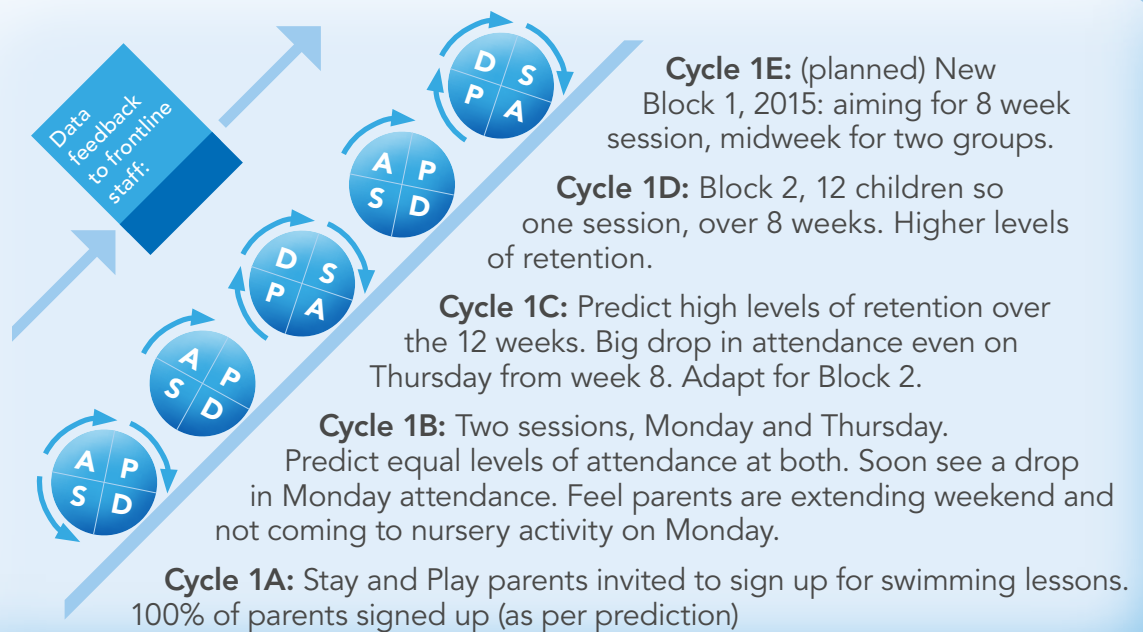 Data
feedback
to frontline
staff:
D S
P A
Cycle 1E: (planned) New
Block 1, 2015: aiming for 8 week
session, midweek for two groups.
A P
S D
Cycle 1D: Block 2, 12 children so
one session, over 8 weeks. Higher levels
of retention.
D S
P A
Cycle 1C: Predict high levels of retention over
the 12 weeks. Big drop in attendance even on
Thursday from week 8. Adapt for Block 2.
A P
S D
Cycle 1B: Two sessions, Monday and Thursday.
Predict equal levels of attendance at both. Soon see a drop
in Monday attendance. Feel parents are extending weekend and
not coming to nursery activity on Monday.
A P
S D
Cycle 1A: Stay and Play parents invited to sign up for swimming lessons.
100% of parents signed up (as per prediction)